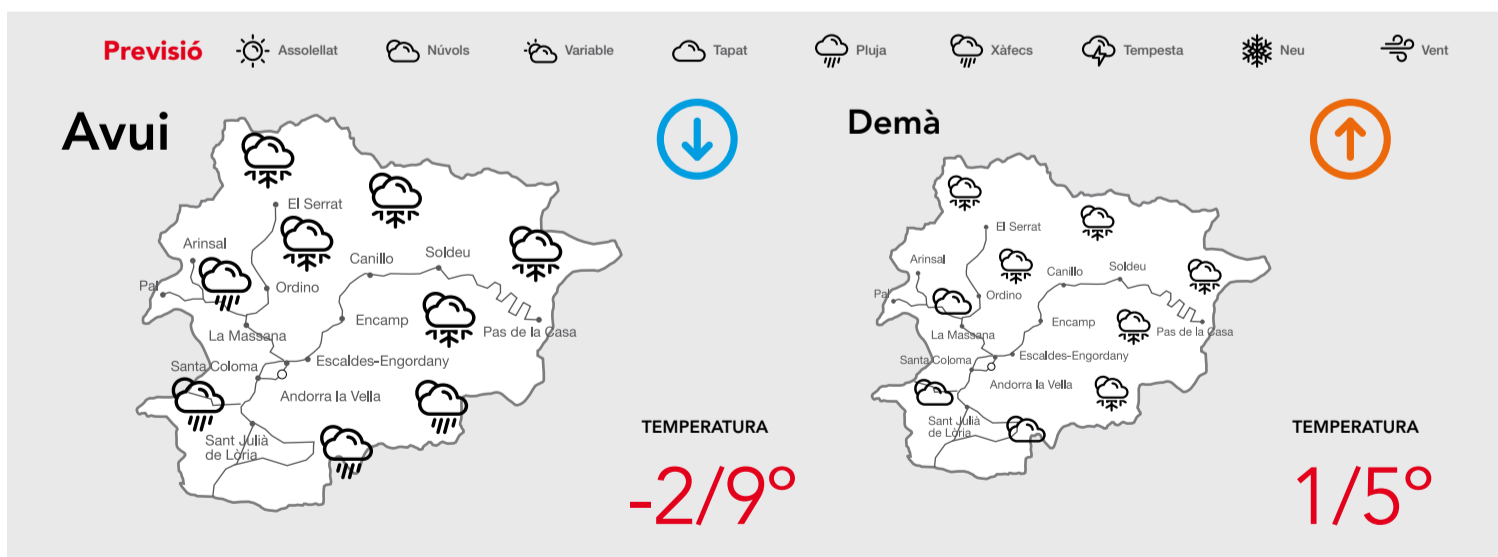 Previsió
Assolellat
Núvols
Variable
Tapat
Pluja
Xàfecs
Tempesta
Neu
Vent
Avui
El Serrat
Arinsal
Canillo
Soldeu
Pal
Ordino
Encamp
Pas de la Casa
La Massana
Santa Coloma
Escaldes-Engordany
Andorra la Vella
Sant Julià
de Lòria
TEMPERATURA
-2/9º
Demà
El Serrat
Arinsal
Canillo
Soldeu
Pal
Ordino
Encamp
Pas de la Casa
La Massana
Santa Coloma
Escaldes-Engordany
Andorra la Vella
Sant Julià
de Lòria
TEMPERATURA
1/5º